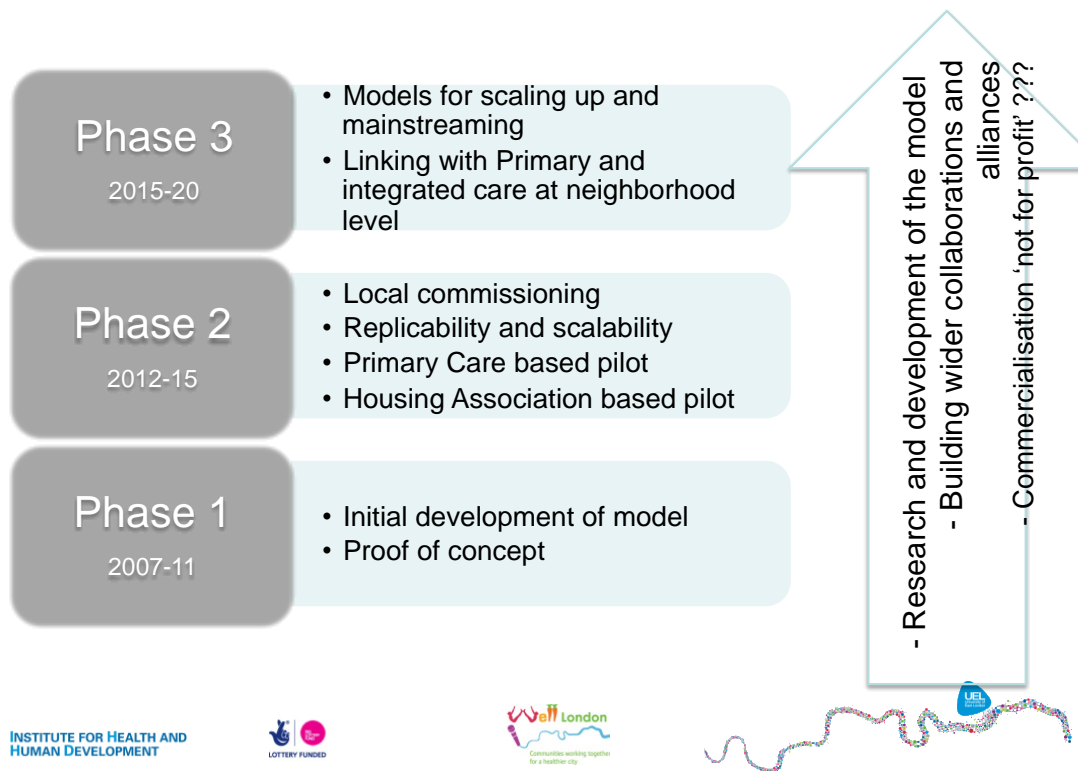 Phase 3
2015-20
• Models for scaling up and
mainstreaming
• Linking with Primary and
integrated care at neighborhood
level
Phase 2
2012-15
• Local commissioning
• Replicability and scalability
• Primary Care based pilot
• Housing Association based pilot
Phase 1
2007-11
• Initial development of model
• Proof of concept
- Research and development of the model
- Building wider collaborations and
alliances
- Commercialisation 'not for profit' ???
INSTITUTE FOR HEALTH AND
HUMAN DEVELOPMENT
LOTTERY FUNDED
Well London
Communities working together
for a healthier city
UEL
University of
East London